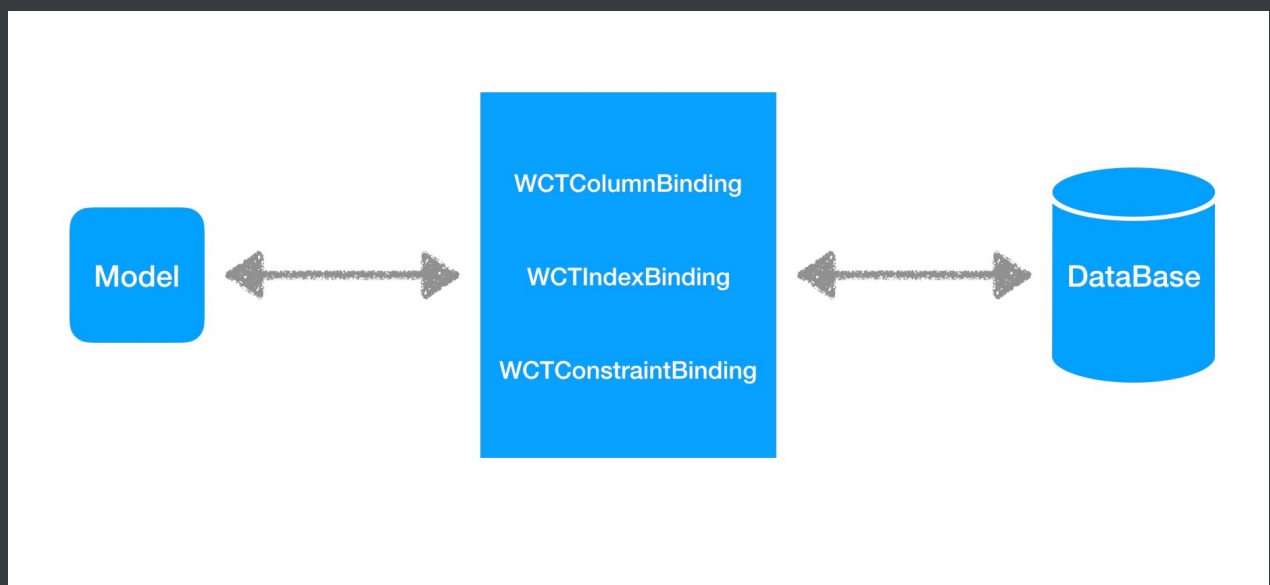 WCTColumnBinding
Model
WCTIndexBinding
DataBase
WCTConstraintBinding